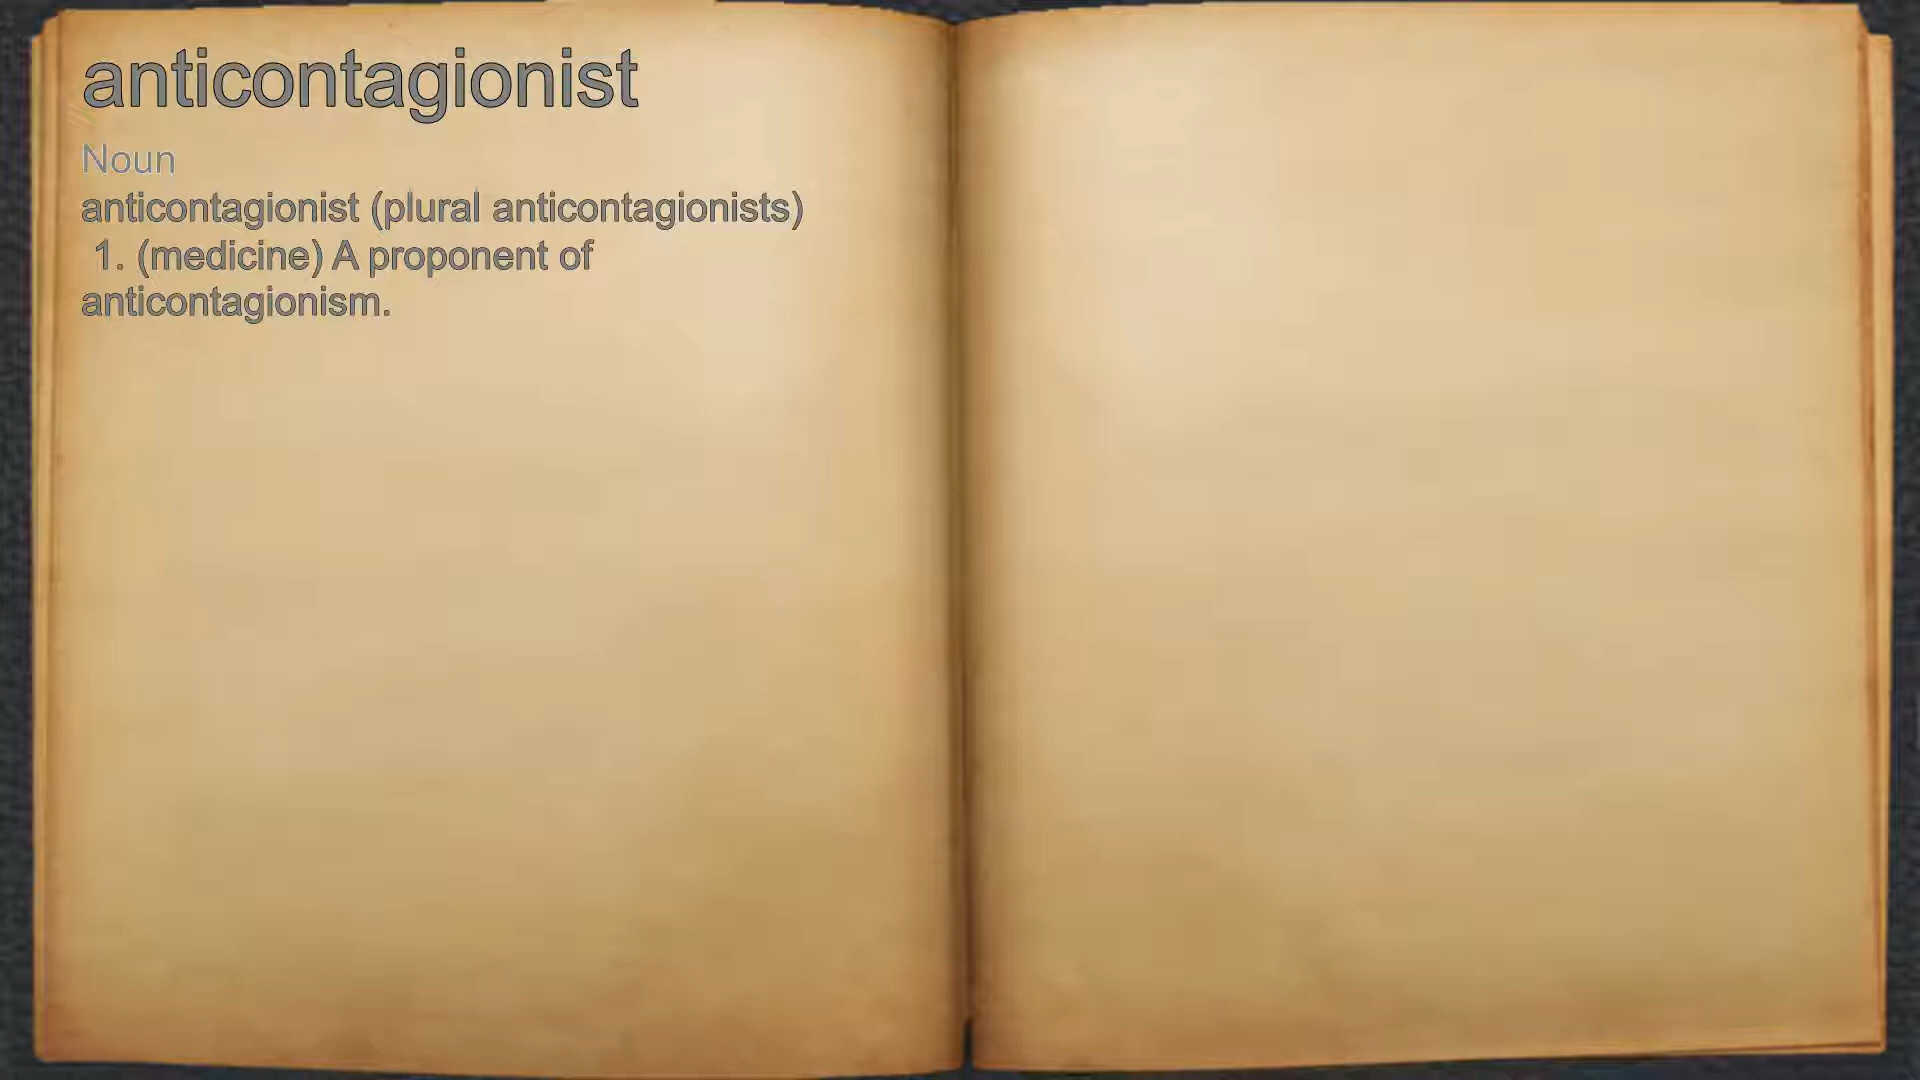 anticontagionist
Noun
anticontagionist (plural anticontagionists)
1. (medicine) A proponent of
anticontagionism.